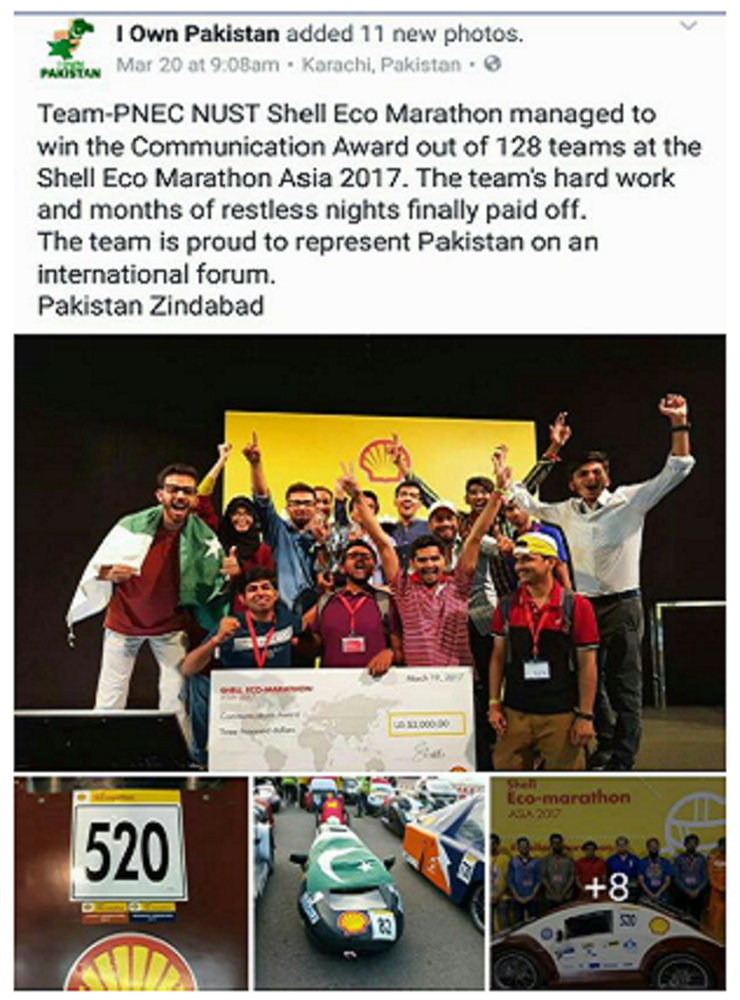 I Own Pakistan added 11 new photos.
PAKISTAN
Mar 20 at 9:08am • Karachi, Pakistan •
Team-PNEC NUST Shell Eco Marathon managed to
win the Communication Award out of 128 teams at the
Shell Eco Marathon Asia 2017. The team's hard work
and months of restless nights finally paid off.
The team is proud to represent Pakistan on an
international forum.
Pakistan Zindabad
March 19, 2017
SHELL ECO-MARATHON
Communications Award
Three thousand dollars
520
Shell
Eco-marathon
ASIA 2017
+8
520